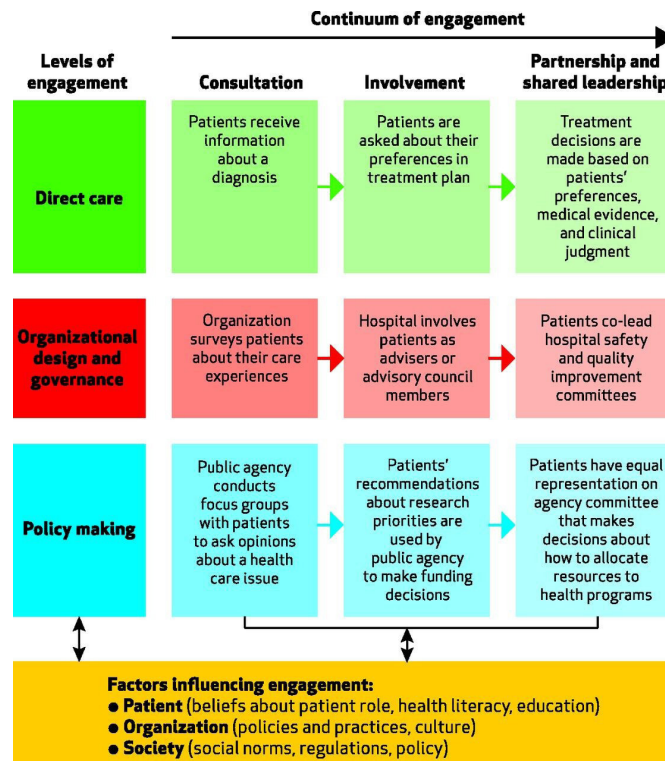 Continuum of engagement
Levels of
engagement
Consultation
Involvement
Partnership and
shared leadership
Direct care
Patients receive
information
about a
diagnosis
Patients are
asked about their
preferences in
treatment plan
Treatment
decisions are
made based on
patients'
preferences,
medical evidence,
and clinical
judgment
Organizational
design and
governance
Organization
surveys patients
about their care
experiences
Hospital involves
patients as
advisers or
advisory council
members
Patients co-lead
hospital safety
and quality
improvement
committees
Policy making
Public agency
conducts
focus groups
with patients
to ask opinions
about a health
care issue
Patients'
recommendations
about research
priorities are
used by
public agency
to make funding
decisions
Patients have equal
representation on
agency committee
that makes
decisions about
how to allocate
resources to
health programs
Factors influencing engagement:
● Patient (beliefs about patient role, health literacy, education)
● Organization (policies and practices, culture)
● Society (social norms, regulations, policy)